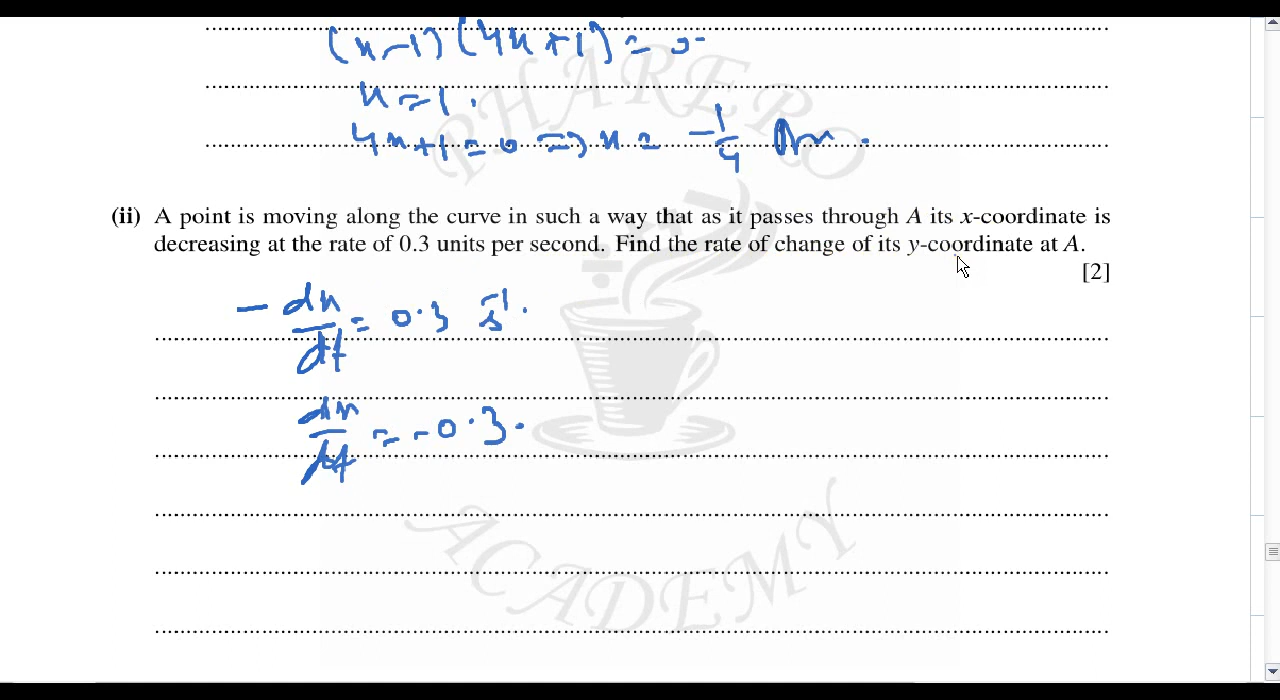 (x-1)(4x+1) = 0
x = 1.
4x+1 = 0 ⇒ x = -1/4 Ans.
(ii) A point is moving along the curve in such a way that as it passes through A its x-coordinate is
decreasing at the rate of 0.3 units per second. Find the rate of change of its y-coordinate at A.
[2]
- dx/dt = 0.3 s⁻¹.
dx/dt = -0.3.
PHARERO
ACADEMY